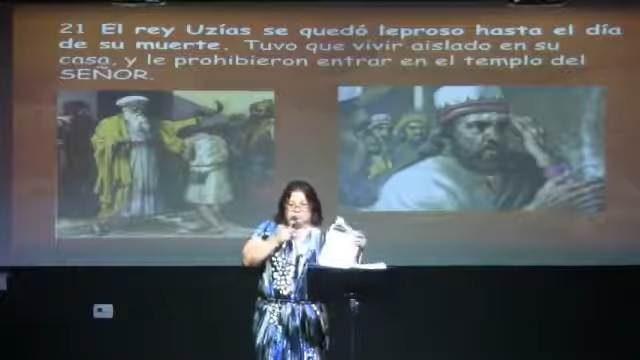 21 El rey Uzías se quedó leproso hasta el día
de su muerte. Tuvo que vivir aislado en su
casa, y le prohibieron entrar en el templo del
SEÑOR.